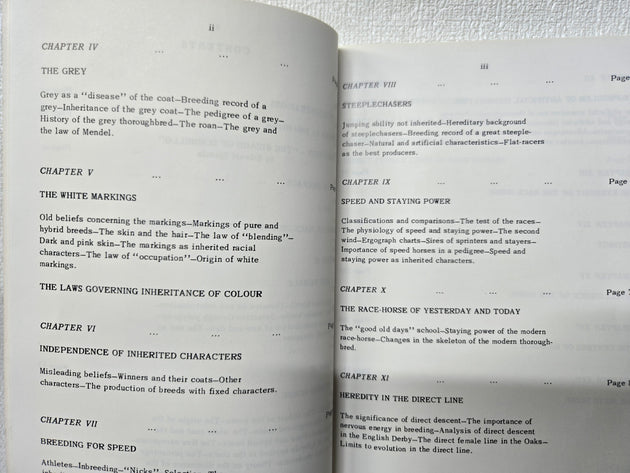 ii
CHAPTER IV ... ... ...
THE GREY
Grey as a "disease" of the coat—Breeding record of a
grey—Inheritance of the grey coat—The pedigree of a grey—
History of the grey thoroughbred—The roan—The grey and
the law of Mendel.
CHAPTER V ... ... ...
THE WHITE MARKINGS
Old beliefs concerning the markings—Markings of pure and
hybrid breeds—The skin and the hair—The law of "blending"—
Dark and pink skin—The markings as inherited racial
characters—The law of "occupation"—Origin of white
markings.
THE LAWS GOVERNING INHERITANCE OF COLOUR
CHAPTER VI ... ... ...
INDEPENDENCE OF INHERITED CHARACTERS
Misleading beliefs—Winners and their coats—Other
characters—The production of breeds with fixed characters.
CHAPTER VII ... ... ...
BREEDING FOR SPEED
Athletes—Inbreeding—"Nicks"
iii
CHAPTER VIII ... ... ... Page
STEEPLECHASERS
Jumping ability not inherited—Hereditary background
of steeplechasers—Breeding record of a great steeple-
chaser—Natural and artificial characteristics—Flat-racers
as the best producers.
CHAPTER IX ... ... ... Page
SPEED AND STAYING POWER
Classifications and comparisons—The test of the races—
The physiology of speed and staying power—The second
wind—Ergograph charts—Sires of sprinters and stayers—
Importance of speed horses in a pedigree—Speed and
staying power as inherited characters.
CHAPTER X ... ... ... Page
THE RACE-HORSE OF YESTERDAY AND TODAY
The "good old days" school—Staying power of the modern
race-horse—Changes in the skeleton of the modern thorough-
bred.
CHAPTER XI ... ... ... Page
HEREDITY IN THE DIRECT LINE
The significance of direct descent—The importance of
nervous energy in breeding—Analysis of direct descent
in the English Derby—The direct female line in the Oaks—
Limits to evolution in the direct line.